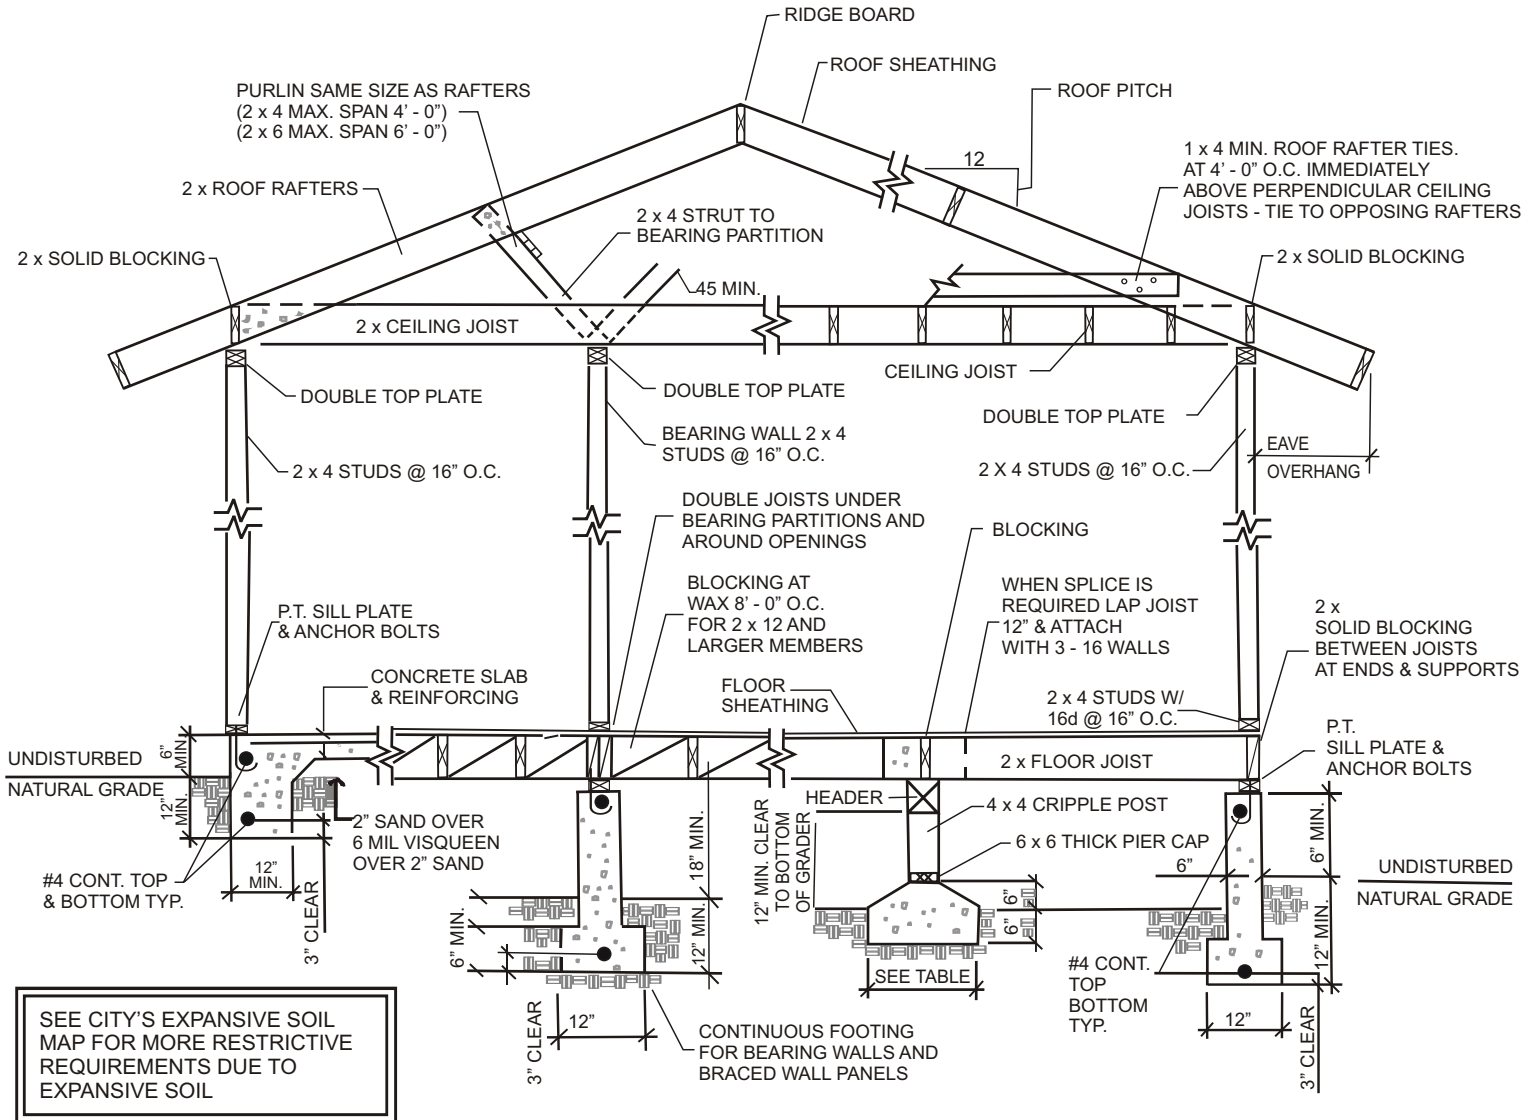 RIDGE BOARD
ROOF SHEATHING
PURLIN SAME SIZE AS RAFTERS
(2 x 4 MAX. SPAN 4' - 0”)
(2 x 6 MAX. SPAN 6' - 0”)
ROOF PITCH
12
1 x 4 MIN. ROOF RAFTER TIES.
AT 4' - 0” O.C. IMMEDIATELY
ABOVE PERPENDICULAR CEILING
JOISTS - TIE TO OPPOSING RAFTERS
2 x ROOF RAFTERS
2 x 4 STRUT TO
BEARING PARTITION
2 x SOLID BLOCKING
2 x SOLID BLOCKING
45 MIN.
2 x CEILING JOIST
CEILING JOIST
DOUBLE TOP PLATE
DOUBLE TOP PLATE
DOUBLE TOP PLATE
BEARING WALL 2 x 4
STUDS @ 16” O.C.
2 x 4 STUDS @ 16” O.C.
2 X 4 STUDS @ 16” O.C.
EAVE
OVERHANG
DOUBLE JOISTS UNDER
BEARING PARTITIONS AND
AROUND OPENINGS
BLOCKING
BLOCKING AT
WAX 8' - 0” O.C.
FOR 2 x 12 AND
LARGER MEMBERS
WHEN SPLICE IS
REQUIRED LAP JOIST
12” & ATTACH
WITH 3 - 16 WALLS
2 x
SOLID BLOCKING
BETWEEN JOISTS
AT ENDS & SUPPORTS
P.T. SILL PLATE
& ANCHOR BOLTS
CONCRETE SLAB
& REINFORCING
FLOOR
SHEATHING
2 x 4 STUDS W/
16d @ 16” O.C.
P.T.
SILL PLATE &
ANCHOR BOLTS
UNDISTURBED
NATURAL GRADE
6”
MIN
12”
MIN.
2 x FLOOR JOIST
HEADER
4 x 4 CRIPPLE POST
6 x 6 THICK PIER CAP
2” SAND OVER
6 MIL VISQUEEN
OVER 2” SAND
18” MIN.
12” MIN. CLEAR
TO BOTTOM
OF GRADER
6”
6” MIN.
UNDISTURBED
NATURAL GRADE
#4 CONT. TOP
& BOTTOM TYP.
12”
MIN.
3” CLEAR
6” MIN.
12” MIN.
6”
6”
SEE TABLE
12” MIN.
#4 CONT.
TOP
BOTTOM
TYP.
3” CLEAR
12”
12”
3” CLEAR
CONTINUOUS FOOTING
FOR BEARING WALLS AND
BRACED WALL PANELS
SEE CITY'S EXPANSIVE SOIL
MAP FOR MORE RESTRICTIVE
REQUIREMENTS DUE TO
EXPANSIVE SOIL